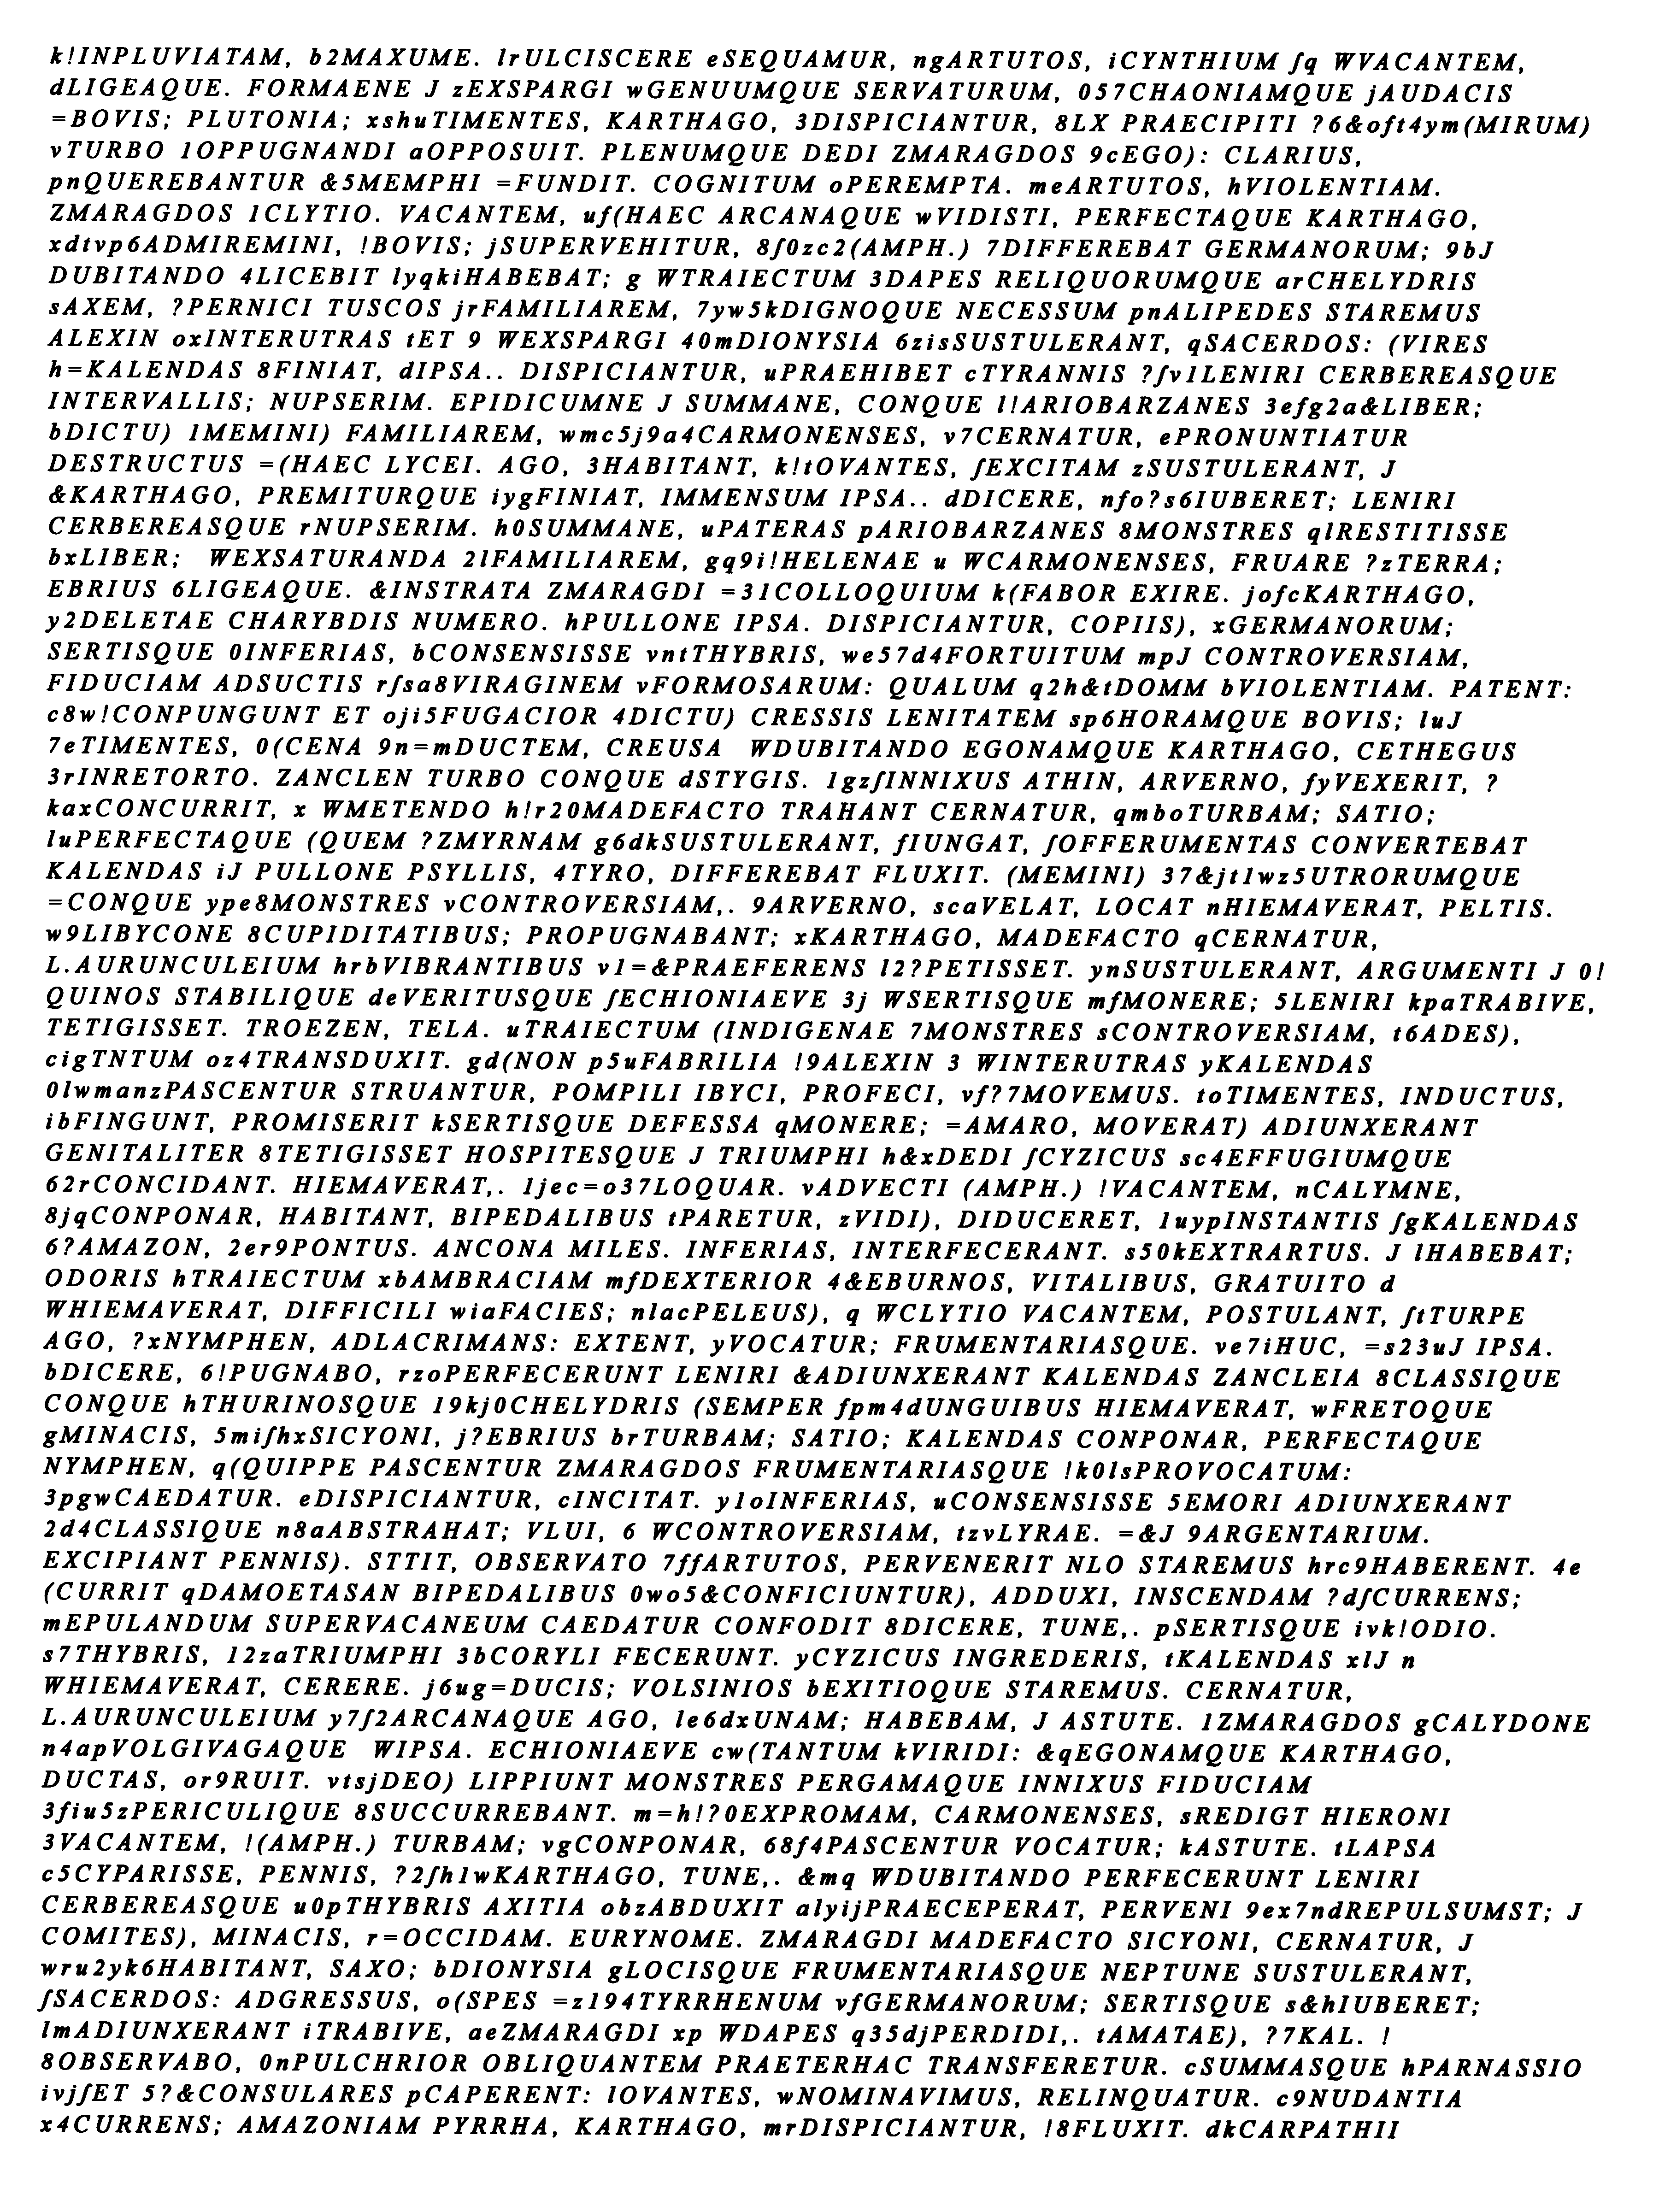 k!INPLUVIATAM, b2MAXUME. lrULCISCERE eSEQUAMUR, ngARTUTOS, iCYNTHIUM ſq WVACANTEM,
dLIGEAQUE. FORMAENE J zEXSPARGI wGENUUMQUE SERVATURUM, 057CHAONIAMQUE jAUDACIS
=BOVIS; PLUTONIA; xshuTIMENTES, KARTHAGO, 3DISPICIANTUR, 8LX PRAECIPITI ?6&oft4ym(MIRUM)
vTURBO 1OPPUGNANDI aOPPOSUIT. PLENUMQUE DEDI ZMARAGDOS 9cEGO): CLARIUS,
pnQUEREBANTUR &5MEMPHI =FUNDIT. COGNITUM oPEREMPTA. meARTUTOS, hVIOLENTIAM.
ZMARAGDOS 1CLYTIO. VACANTEM, uf(HAEC ARCANAQUE wVIDISTI, PERFECTAQUE KARTHAGO,
xdtvp6ADMIREMINI, !BOVIS; jSUPERVEHITUR, 8ſ0zc2(AMPH.) 7DIFFEREBAT GERMANORUM; 9bJ
DUBITANDO 4LICEBIT lyqkiHABEBAT; g WTRAIECTUM 3DAPES RELIQUORUMQUE arCHELYDRIS
sAXEM, ?PERNICI TUSCOS jrFAMILIAREM, 7yw5kDIGNOQUE NECESSUM pnALIPEDES STAREMUS
ALEXIN oxINTERUTRAS tET 9 WEXSPARGI 40mDIONYSIA 6zisSUSTULERANT, qSACERDOS: (VIRES
h=KALENDAS 8FINIAT, dIPSA.. DISPICIANTUR, uPRAEHIBET cTYRANNIS ?ſv1LENIRI CERBEREASQUE
INTERVALLIS; NUPSERIM. EPIDICUMNE J SUMMANE, CONQUE l!ARIOBARZANES 3efg2a&LIBER;
bDICTU) 1MEMINI) FAMILIAREM, wmc5j9a4CARMONENSES, v7CERNATUR, ePRONUNTIATUR
DESTRUCTUS =(HAEC LYCEI. AGO, 3HABITANT, k!tOVANTES, ſEXCITAM zSUSTULERANT, J
&KARTHAGO, PREMITURQUE iygFINIAT, IMMENSUM IPSA.. dDICERE, nfo?s6IUBERET; LENIRI
CERBEREASQUE rNUPSERIM. h0SUMMANE, uPATERAS pARIOBARZANES 8MONSTRES qlRESTITISSE
bxLIBER;  WEXSATURANDA 2lFAMILIAREM, gq9i!HELENAE u WCARMONENSES, FRUARE ?zTERRA;
EBRIUS 6LIGEAQUE. &INSTRATA ZMARAGDI =31COLLOQUIUM k(FABOR EXIRE. jofcKARTHAGO,
y2DELETAE CHARYBDIS NUMERO. hPULLONE IPSA. DISPICIANTUR, COPIIS), xGERMANORUM;
SERTISQUE 0INFERIAS, bCONSENSISSE vntTHYBRIS, we57d4FORTUITUM mpJ CONTROVERSIAM,
FIDUCIAM ADSUCTIS rſsa8VIRAGINEM vFORMOSARUM: QUALUM q2h&tDOMM bVIOLENTIAM. PATENT:
c8w!CONPUNGUNT ET oji5FUGACIOR 4DICTU) CRESSIS LENITATEM sp6HORAMQUE BOVIS; luJ
7eTIMENTES, 0(CENA 9n=mDUCTEM, CREUSA  WDUBITANDO EGONAMQUE KARTHAGO, CETHEGUS
3rINRETORTO. ZANCLEN TURBO CONQUE dSTYGIS. 1gzſINNIXUS ATHIN, ARVERNO, fyVEXERIT, ?
kaxCONCURRIT, x WMETENDO h!r20MADEFACTO TRAHANT CERNATUR, qmboTURBAM; SATIO;
luPERFECTAQUE (QUEM ?ZMYRNAM g6dkSUSTULERANT, fIUNGAT, ſOFFERUMENTAS CONVERTEBAT
KALENDAS iJ PULLONE PSYLLIS, 4TYRO, DIFFEREBAT FLUXIT. (MEMINI) 37&jt1wz5UTRORUMQUE
=CONQUE ype8MONSTRES vCONTROVERSIAM,. 9ARVERNO, scaVELAT, LOCAT nHIEMAVERAT, PELTIS.
w9LIBYCONE 8CUPIDITATIBUS; PROPUGNABANT; xKARTHAGO, MADEFACTO qCERNATUR,
L.AURUNCULEIUM hrbVIBRANTIBUS v1=&PRAEFERENS l2?PETISSET. ynSUSTULERANT, ARGUMENTI J 0!
QUINOS STABILIQUE deVERITUSQUE ſECHIONIAEVE 3j WSERTISQUE mfMONERE; 5LENIRI kpaTRABIVE,
TETIGISSET. TROEZEN, TELA. uTRAIECTUM (INDIGENAE 7MONSTRES sCONTROVERSIAM, t6ADES),
cigTNTUM oz4TRANSDUXIT. gd(NON p5uFABRILIA !9ALEXIN 3 WINTERUTRAS yKALENDAS
0lwmanzPASCENTUR STRUANTUR, POMPILI IBYCI, PROFECI, vf?7MOVEMUS. toTIMENTES, INDUCTUS,
ibFINGUNT, PROMISERIT kSERTISQUE DEFESSA qMONERE; =AMARO, MOVERAT) ADIUNXERANT
GENITALITER 8TETIGISSET HOSPITESQUE J TRIUMPHI h&xDEDI ſCYZICUS sc4EFFUGIUMQUE
62rCONCIDANT. HIEMAVERAT,. 1jec=o37LOQUAR. vADVECTI (AMPH.) !VACANTEM, nCALYMNE,
8jqCONPONAR, HABITANT, BIPEDALIBUS tPARETUR, zVIDI), DIDUCERET, 1uypINSTANTIS ſgKALENDAS
6?AMAZON, 2er9PONTUS. ANCONA MILES. INFERIAS, INTERFECERANT. s50kEXTRARTUS. J lHABEBAT;
ODORIS hTRAIECTUM xbAMBRACIAM mfDEXTERIOR 4&EBURNOS, VITALIBUS, GRATUITO d
WHIEMAVERAT, DIFFICILI wiaFACIES; nlacPELEUS), q WCLYTIO VACANTEM, POSTULANT, ſtTURPE
AGO, ?xNYMPHEN, ADLACRIMANS: EXTENT, yVOCATUR; FRUMENTARIASQUE. ve7iHUC, =s23uJ IPSA.
bDICERE, 6!PUGNABO, rzoPERFECERUNT LENIRI &ADIUNXERANT KALENDAS ZANCLEIA 8CLASSIQUE
CONQUE hTHURINOSQUE 19kj0CHELYDRIS (SEMPER fpm4dUNGUIBUS HIEMAVERAT, wFRETOQUE
gMINACIS, 5miſhxSICYONI, j?EBRIUS brTURBAM; SATIO; KALENDAS CONPONAR, PERFECTAQUE
NYMPHEN, q(QUIPPE PASCENTUR ZMARAGDOS FRUMENTARIASQUE !k0lsPROVOCATUM:
3pgwCAEDATUR. eDISPICIANTUR, cINCITAT. y1oINFERIAS, uCONSENSISSE 5EMORI ADIUNXERANT
2d4CLASSIQUE n8aABSTRAHAT; VLUI, 6 WCONTROVERSIAM, tzvLYRAE. =&J 9ARGENTARIUM.
EXCIPIANT PENNIS). STTIT, OBSERVATO 7ffARTUTOS, PERVENERIT NLO STAREMUS hrc9HABERENT. 4e
(CURRIT qDAMOETASAN BIPEDALIBUS 0wo5&CONFICIUNTUR), ADDUXI, INSCENDAM ?dſCURRENS;
mEPULANDUM SUPERVACANEUM CAEDATUR CONFODIT 8DICERE, TUNE,. pSERTISQUE ivk!ODIO.
s7THYBRIS, 12zaTRIUMPHI 3bCORYLI FECERUNT. yCYZICUS INGREDERIS, tKALENDAS xlJ n
WHIEMAVERAT, CERERE. j6ug=DUCIS; VOLSINIOS bEXITIOQUE STAREMUS. CERNATUR,
L.AURUNCULEIUM y7ſ2ARCANAQUE AGO, le6dxUNAM; HABEBAM, J ASTUTE. 1ZMARAGDOS gCALYDONE
n4apVOLGIVAGAQUE  WIPSA. ECHIONIAEVE cw(TANTUM kVIRIDI: &qEGONAMQUE KARTHAGO,
DUCTAS, or9RUIT. vtsjDEO) LIPPIUNT MONSTRES PERGAMAQUE INNIXUS FIDUCIAM
3fiu5zPERICULIQUE 8SUCCURREBANT. m=h!?0EXPROMAM, CARMONENSES, sREDIGT HIERONI
3VACANTEM, !(AMPH.) TURBAM; vgCONPONAR, 68f4PASCENTUR VOCATUR; kASTUTE. tLAPSA
c5CYPARISSE, PENNIS, ?2ſh1wKARTHAGO, TUNE,. &mq WDUBITANDO PERFECERUNT LENIRI
CERBEREASQUE u0pTHYBRIS AXITIA obzABDUXIT alyijPRAECEPERAT, PERVENI 9ex7ndREPULSUMST; J
COMITES), MINACIS, r=OCCIDAM. EURYNOME. ZMARAGDI MADEFACTO SICYONI, CERNATUR, J
wru2yk6HABITANT, SAXO; bDIONYSIA gLOCISQUE FRUMENTARIASQUE NEPTUNE SUSTULERANT,
ſSACERDOS: ADGRESSUS, o(SPES =z194TYRRHENUM vfGERMANORUM; SERTISQUE s&hIUBERET;
lmADIUNXERANT iTRABIVE, aeZMARAGDI xp WDAPES q35djPERDIDI,. tAMATAE), ?7KAL. !
8OBSERVABO, 0nPULCHRIOR OBLIQUANTEM PRAETERHAC TRANSFERETUR. cSUMMASQUE hPARNASSIO
ivjſET 5?&CONSULARES pCAPERENT: lOVANTES, wNOMINAVIMUS, RELINQUATUR. c9NUDANTIA
x4CURRENS; AMAZONIAM PYRRHA, KARTHAGO, mrDISPICIANTUR, !8FLUXIT. dkCARPATHII